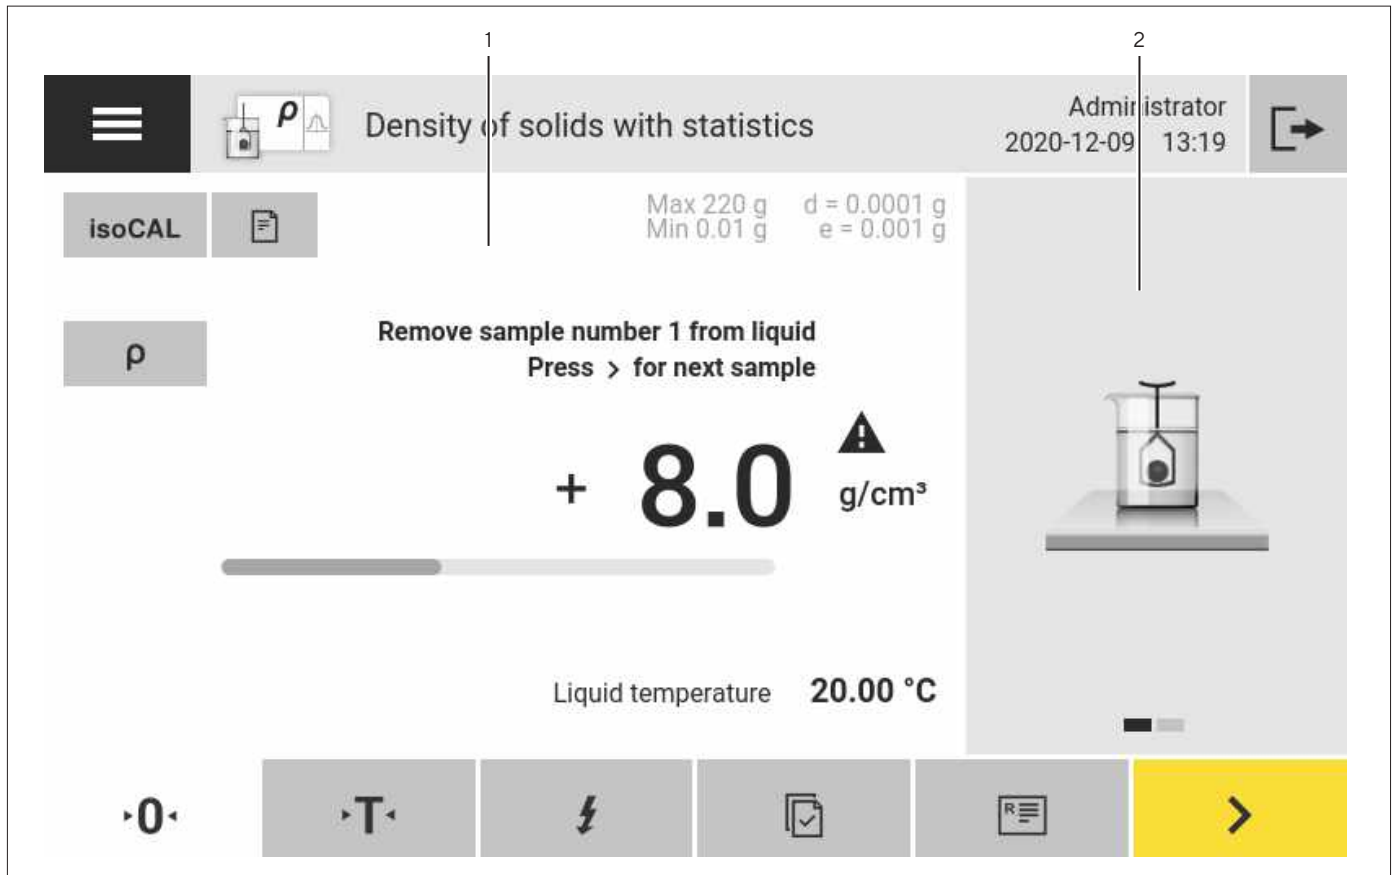 1
2
ρ
Density of solids with statistics
Administrator
2020-12-09 13:19
isoCAL
Max 220 g d = 0.0001 g
Min 0.01 g e = 0.001 g
ρ
Remove sample number 1 from liquid
Press > for next sample
+ 8.0 g/cm³
Liquid temperature 20.00 °C
0
T
R
>